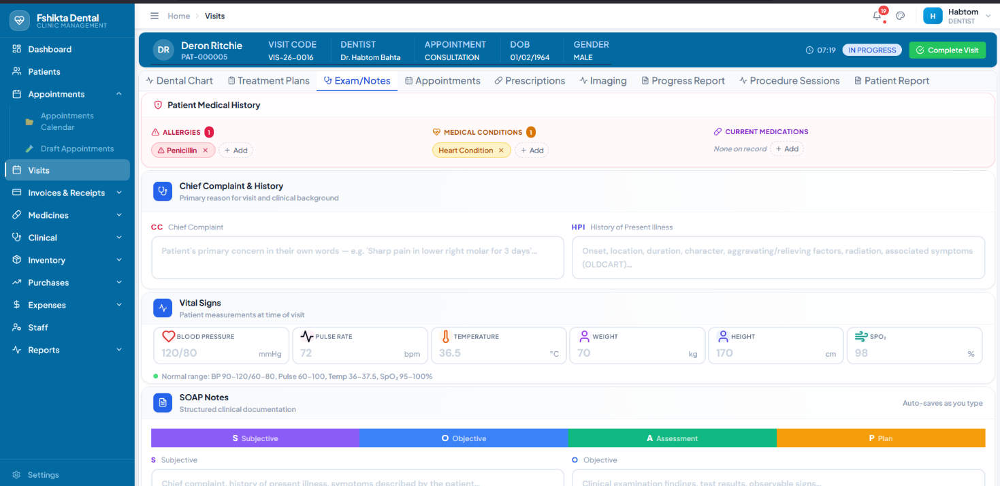 Fshikta Dental
CLINIC MANAGEMENT
Dashboard
Patients
Appointments
Appointments
Calendar
Draft Appointments
Visits
Invoices & Receipts
Medicines
Clinical
Inventory
Purchases
Expenses
Staff
Reports
Settings
Home > Visits
19
H
Habtom
DENTIST
DR
Deron Ritchie
PAT-000005
VISIT CODE
VIS-26-0016
DENTIST
Dr. Habtom Bahta
APPOINTMENT
CONSULTATION
DOB
01/02/1964
GENDER
MALE
07:19
IN PROGRESS
Complete Visit
Dental Chart
Treatment Plans
Exam/Notes
Appointments
Prescriptions
Imaging
Progress Report
Procedure Sessions
Patient Report
Patient Medical History
ALLERGIES 1
Penicillin ×
+ Add
MEDICAL CONDITIONS 1
Heart Condition ×
+ Add
CURRENT MEDICATIONS
None on record
+ Add
Chief Complaint & History
Primary reason for visit and clinical background
CC Chief Complaint
Patient's primary concern in their own words — e.g. 'Sharp pain in lower right molar for 3 days'...
HPI History of Present Illness
Onset, location, duration, character, aggravating/relieving factors, radiation, associated symptoms
(OLDCART)...
Vital Signs
Patient measurements at time of visit
BLOOD PRESSURE
120/80 mmHg
PULSE RATE
72 bpm
TEMPERATURE
36.5 °C
WEIGHT
70 kg
HEIGHT
170 cm
SPO₂
98 %
Normal range: BP 90–120/60–80, Pulse 60–100, Temp 36–37.5, SpO₂ 95–100%
SOAP Notes
Structured clinical documentation
Auto-saves as you type
S Subjective
O Objective
A Assessment
P Plan
S Subjective
O Objective
Chief complaint, history of present illness, symptoms described by the patient...
Clinical examination findings, test results, observable signs...